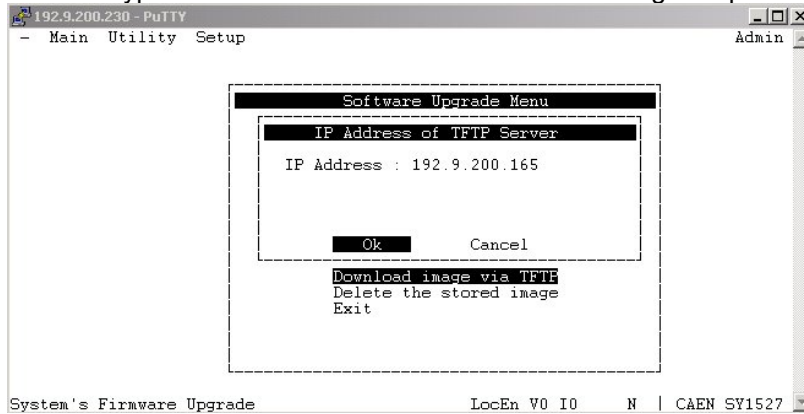 192.9.200.230 - PuTTY
- Main Utility Setup Admin
Software Upgrade Menu
IP Address of TFTP Server
IP Address : 192.9.200.165
Ok Cancel
Download image via TFTP
Delete the stored image
Exit
System's Firmware Upgrade LocEn V0 I0 N | CAEN SY1527